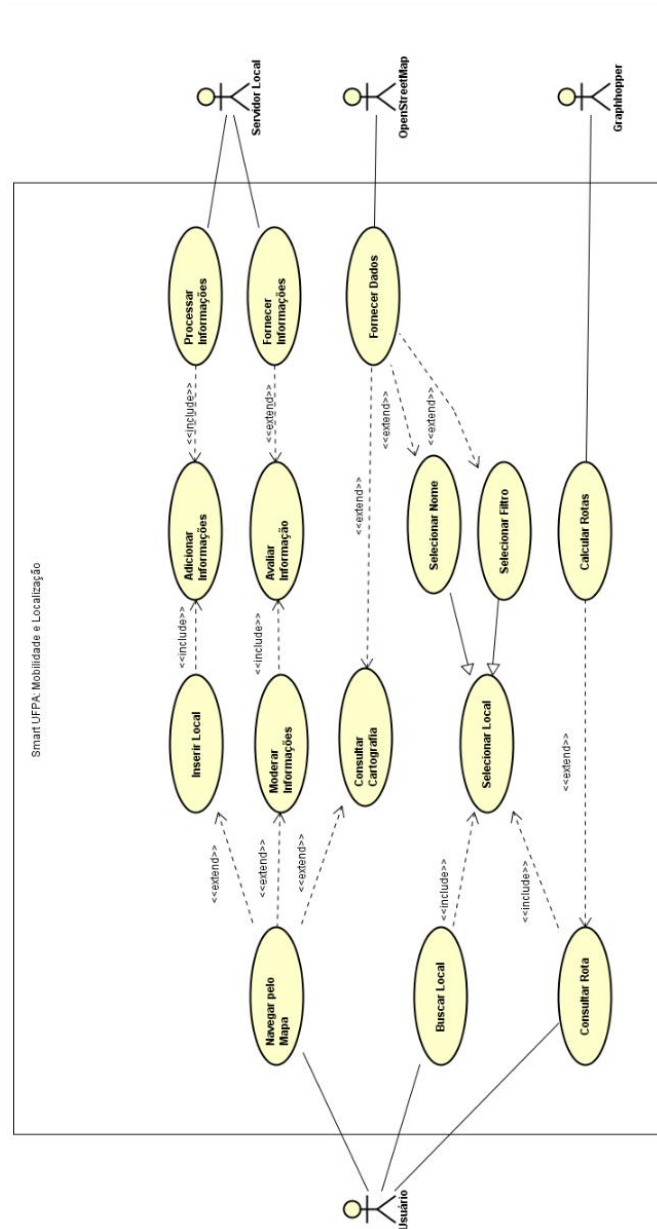 Smart UFPA: Mobilidade e Localização
Inserir Local
<<include>>
Adicionar
Informações
<<include>>
Processar
Informações
Servidor Local
<<extend>>
Navegar pelo
Mapa
<<extend>>
Moderar
Informações
<<include>>
Avaliar
Informação
<<extend>>
Fornecer
Informações
<<extend>>
Consultar
Cartografia
<<extend>>
Fornecer Dados
OpenStreetMap
Usuário
<<extend>>
<<extend>>
Selecionar Nome
Buscar Local
<<include>>
Selecionar Local
Selecionar Filtro
<<include>>
<<extend>>
Consultar Rota
Calcular Rotas
Graphhopper